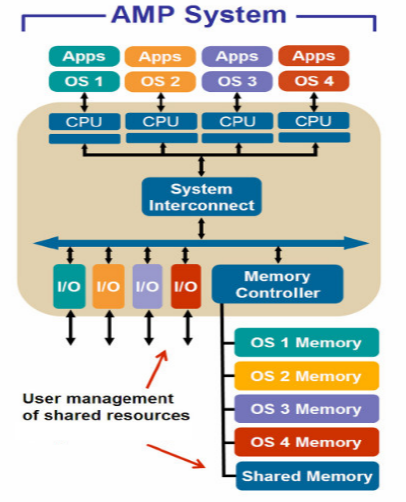 AMP System
Apps Apps Apps Apps
OS 1 OS 2 OS 3 OS 4
CPU CPU CPU CPU
System
Interconnect
I/O I/O I/O I/O
Memory
Controller
OS 1 Memory
OS 2 Memory
OS 3 Memory
OS 4 Memory
Shared Memory
User management
of shared resources